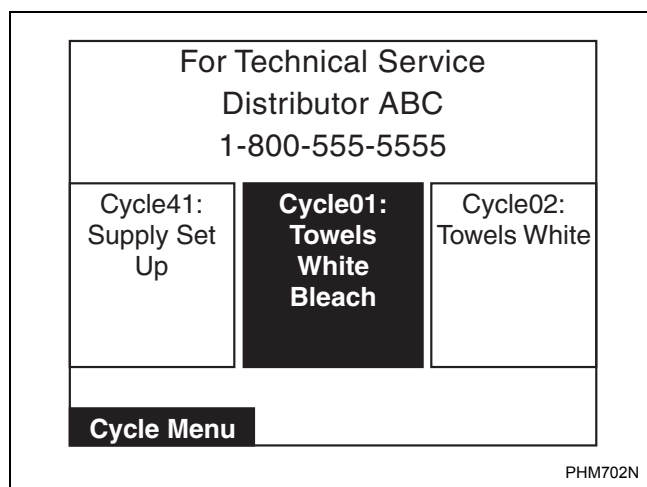 For Technical Service
Distributor ABC
1-800-555-5555
Cycle41:
Supply Set
Up
Cycle01:
Towels
White
Bleach
Cycle02:
Towels White
Cycle Menu
PHM702N